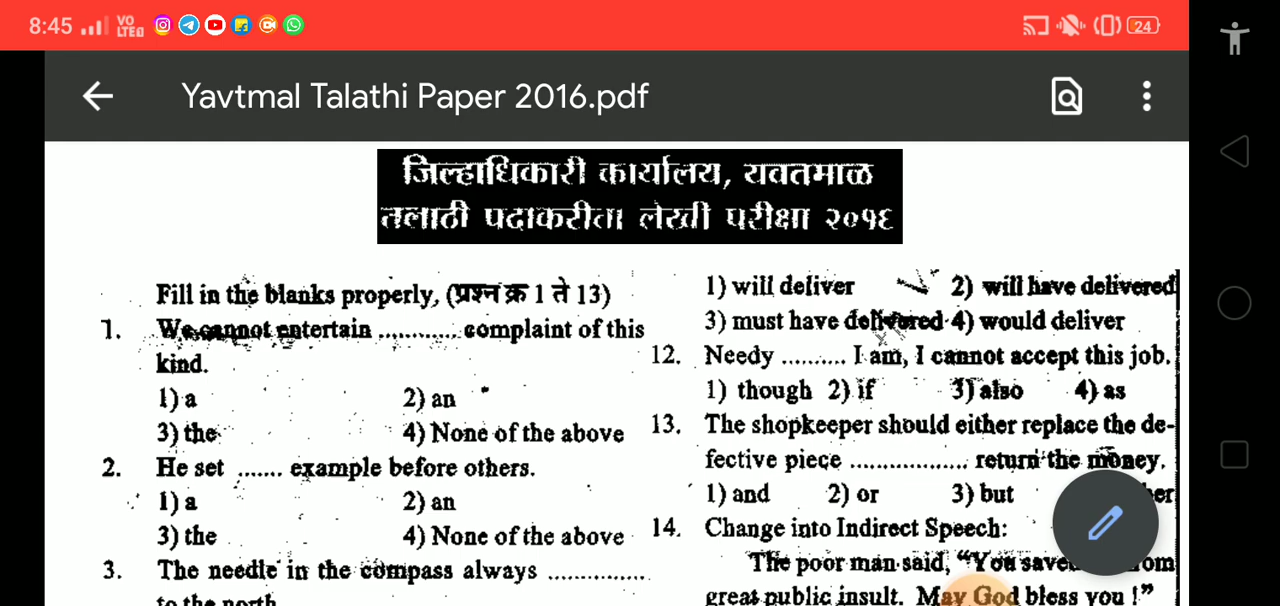 8:45
VO
LTE
24
Yavtmal Talathi Paper 2016.pdf
जिल्हाधिकारी कार्यालय, यवतमाळ
तलाठी पदाकरीता लेखी परीक्षा २०१६
Fill in the blanks properly, (प्रश्न क्र 1 ते 13)
1. We cannot entertain ............ complaint of this
kind.
1) a 2) an
3) the 4) None of the above
2. He set ....... example before others.
1) a 2) an
3) the 4) None of the above
3. The needle in the compass always ...............
to the north
1) will deliver 2) will have delivered
3) must have delivered 4) would deliver
12. Needy .......... I am, I cannot accept this job.
1) though 2) if 3) also 4) as
13. The shopkeeper should either replace the de-
fective piece .................. return the money.
1) and 2) or 3) but
14. Change into Indirect Speech:
The poor man said, "You saved
great public insult. May God bless you !"